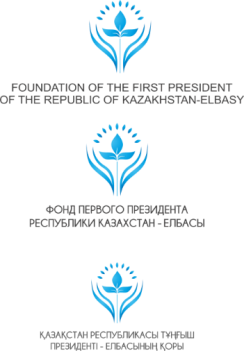 FOUNDATION OF THE FIRST PRESIDENT
OF THE REPUBLIC OF KAZAKHSTAN-ELBASY
ФОНД ПЕРВОГО ПРЕЗИДЕНТА
РЕСПУБЛИКИ КАЗАХСТАН - ЕЛБАСЫ
ҚАЗАҚСТАН РЕСПУБЛИКАСЫ ТҰҢҒЫШ
ПРЕЗИДЕНТІ - ЕЛБАСЫНЫҢ ҚОРЫ